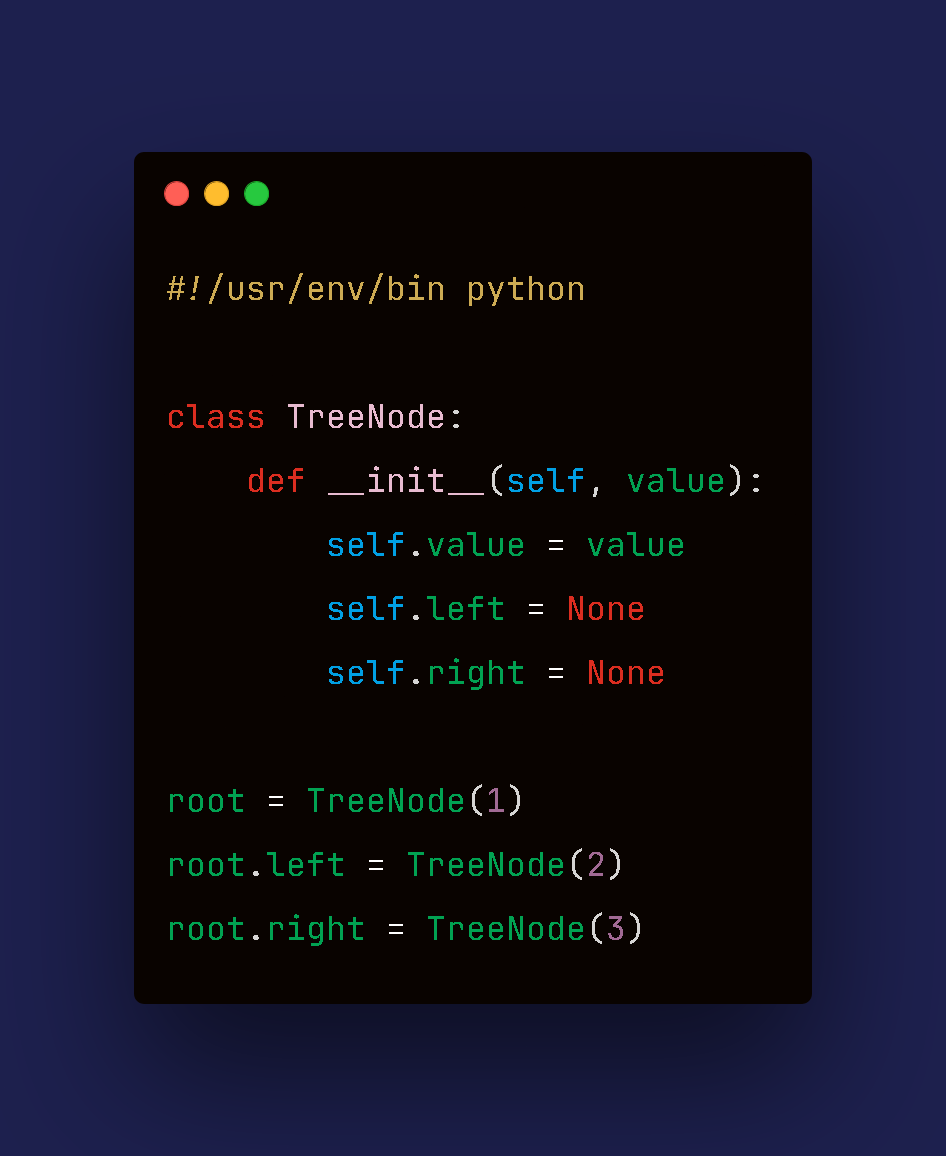 #!/usr/env/bin python
class TreeNode:
    def __init__(self, value):
        self.value = value
        self.left = None
        self.right = None
root = TreeNode(1)
root.left = TreeNode(2)
root.right = TreeNode(3)